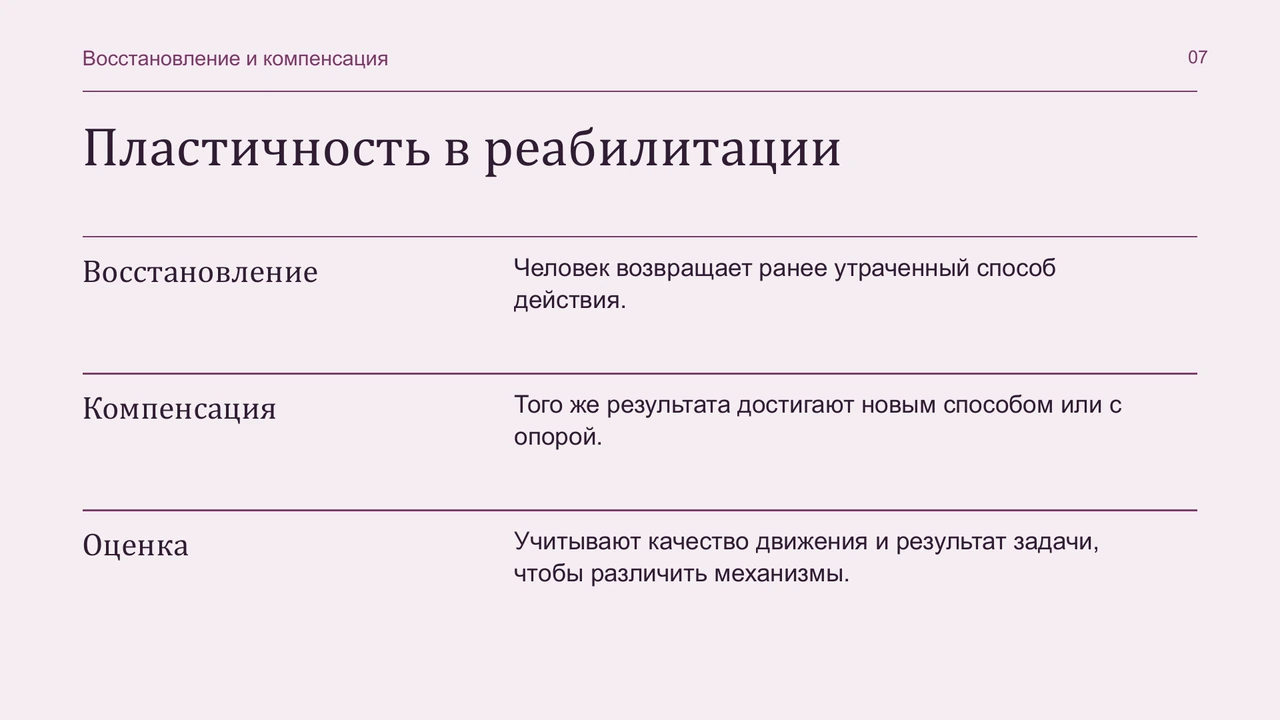 Восстановление и компенсация
07
Пластичность в реабилитации
Восстановление
Человек возвращает ранее утраченный способ
действия.
Компенсация
Того же результата достигают новым способом или с
опорой.
Оценка
Учитывают качество движения и результат задачи,
чтобы различить механизмы.